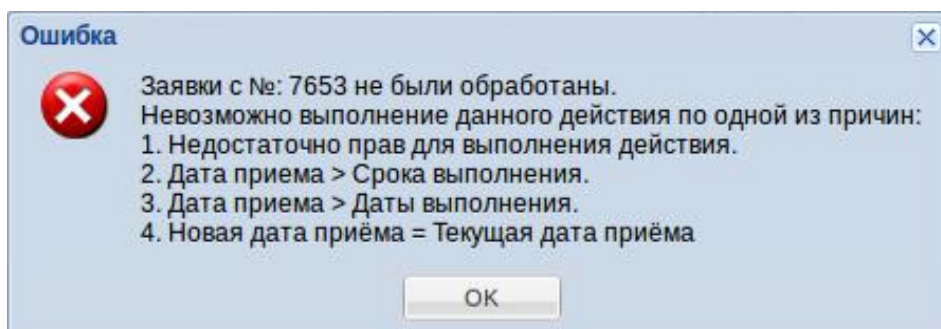 Ошибка
Заявки с №: 7653 не были обработаны.
Невозможно выполнение данного действия по одной из причин:
1. Недостаточно прав для выполнения действия.
2. Дата приема > Срока выполнения.
3. Дата приема > Даты выполнения.
4. Новая дата приёма = Текущая дата приёма
OK